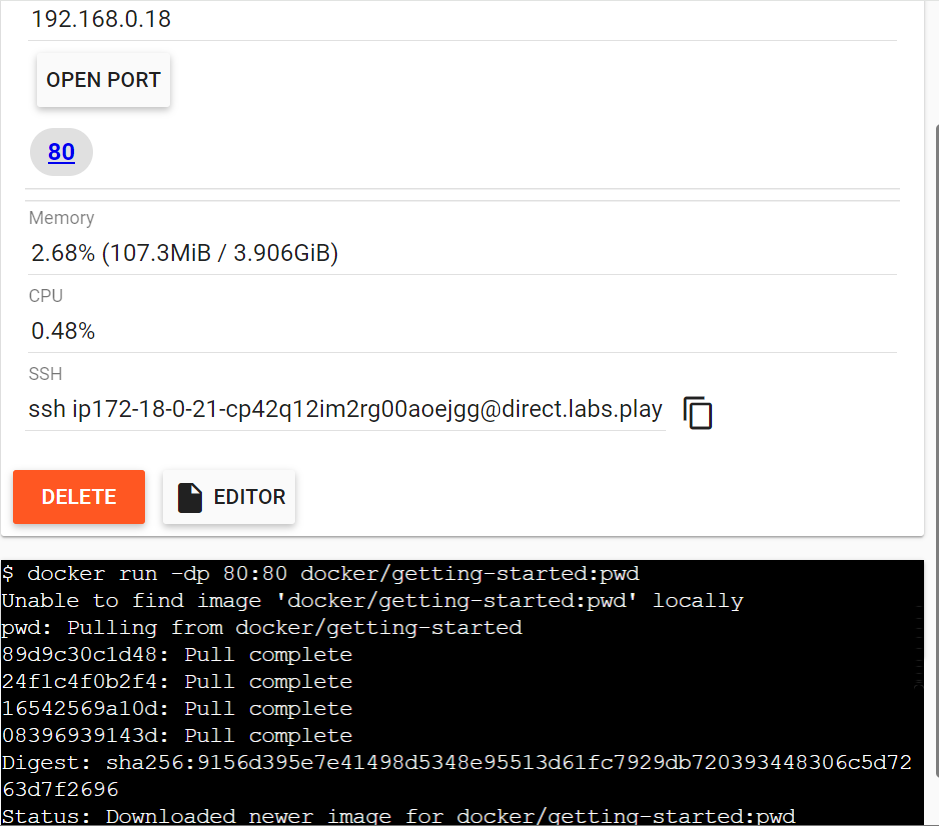 192.168.0.18
OPEN PORT
80
Memory
2.68% (107.3MiB / 3.906GiB)
CPU
0.48%
SSH
ssh ip172-18-0-21-cp42q12im2rg00aoejgg@direct.labs.play
DELETE
EDITOR
$ docker run -dp 80:80 docker/getting-started:pwd
Unable to find image 'docker/getting-started:pwd' locally
pwd: Pulling from docker/getting-started
89d9c30c1d48: Pull complete
24f1c4f0b2f4: Pull complete
16542569a10d: Pull complete
08396939143d: Pull complete
Digest: sha256:9156d395e7e41498d5348e95513d61fc7929db720393448306c5d72
63d7f2696
Status: Downloaded newer image for docker/getting-started:pwd